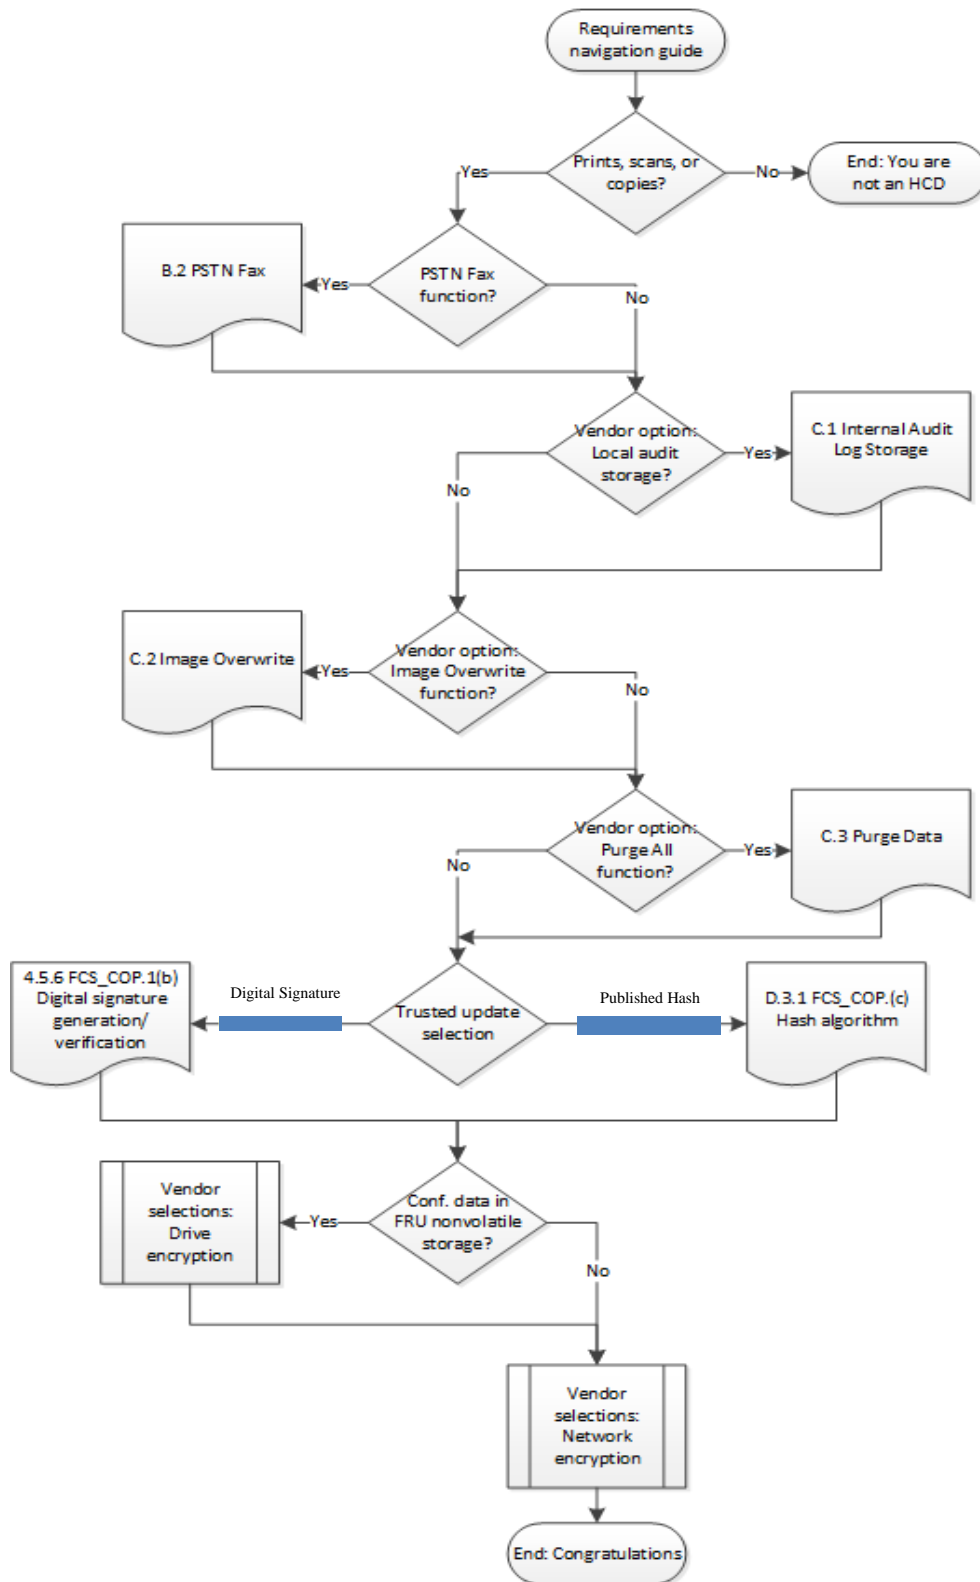 Requirements
navigation guide
Prints, scans, or
copies?
Yes
No
End: You are
not an HCD
B.2 PSTN Fax
Yes
PSTN Fax
function?
No
Vendor option:
Local audit
storage?
Yes
C.1 Internal Audit
Log Storage
No
C.2 Image Overwrite
Yes
Vendor option:
Image Overwrite
function?
No
Vendor option:
Purge All
function?
Yes
C.3 Purge Data
No
4.5.6 FCS_COP.1(b)
Digital signature
generation/
verification
Digital Signature
Trusted update
selection
Published Hash
D.3.1 FCS_COP.(c)
Hash algorithm
Vendor
selections:
Drive
encryption
Yes
Conf. data in
FRU nonvolatile
storage?
No
Vendor
selections:
Network
encryption
End: Congratulations